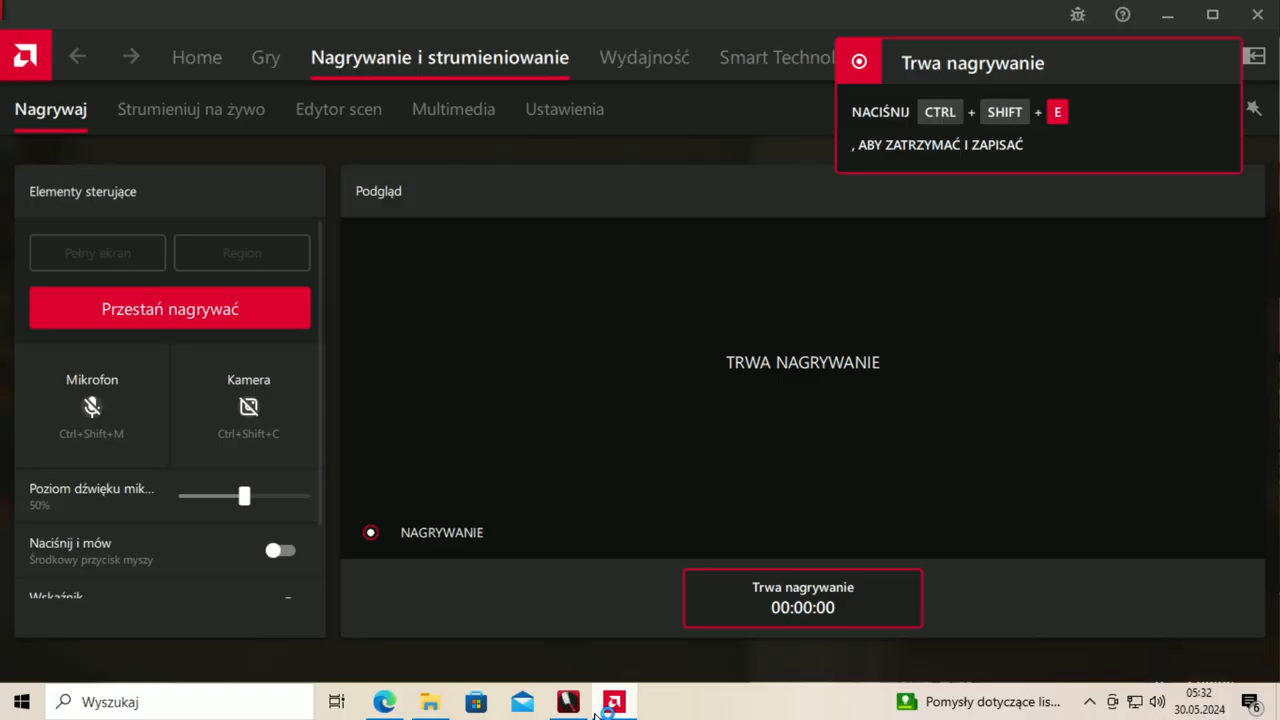 Home
Gry
Nagrywanie i strumieniowanie
Wydajność
Smart Technol
Trwa nagrywanie
NACIŚNIJ CTRL + SHIFT + E
, ABY ZATRZYMAĆ I ZAPISAĆ
Nagrywaj
Strumieniuj na żywo
Edytor scen
Multimedia
Ustawienia
Elementy sterujące
Pełny ekran
Region
Przestań nagrywać
Mikrofon
Ctrl+Shift+M
Kamera
Ctrl+Shift+C
Poziom dźwięku mik...
50%
Naciśnij i mów
Środkowy przycisk myszy
Wskaźnik
Podgląd
TRWA NAGRYWANIE
NAGRYWANIE
Trwa nagrywanie
00:00:00
Wyszukaj
Pomysły dotyczące lis...
05:32
30.05.2024
6